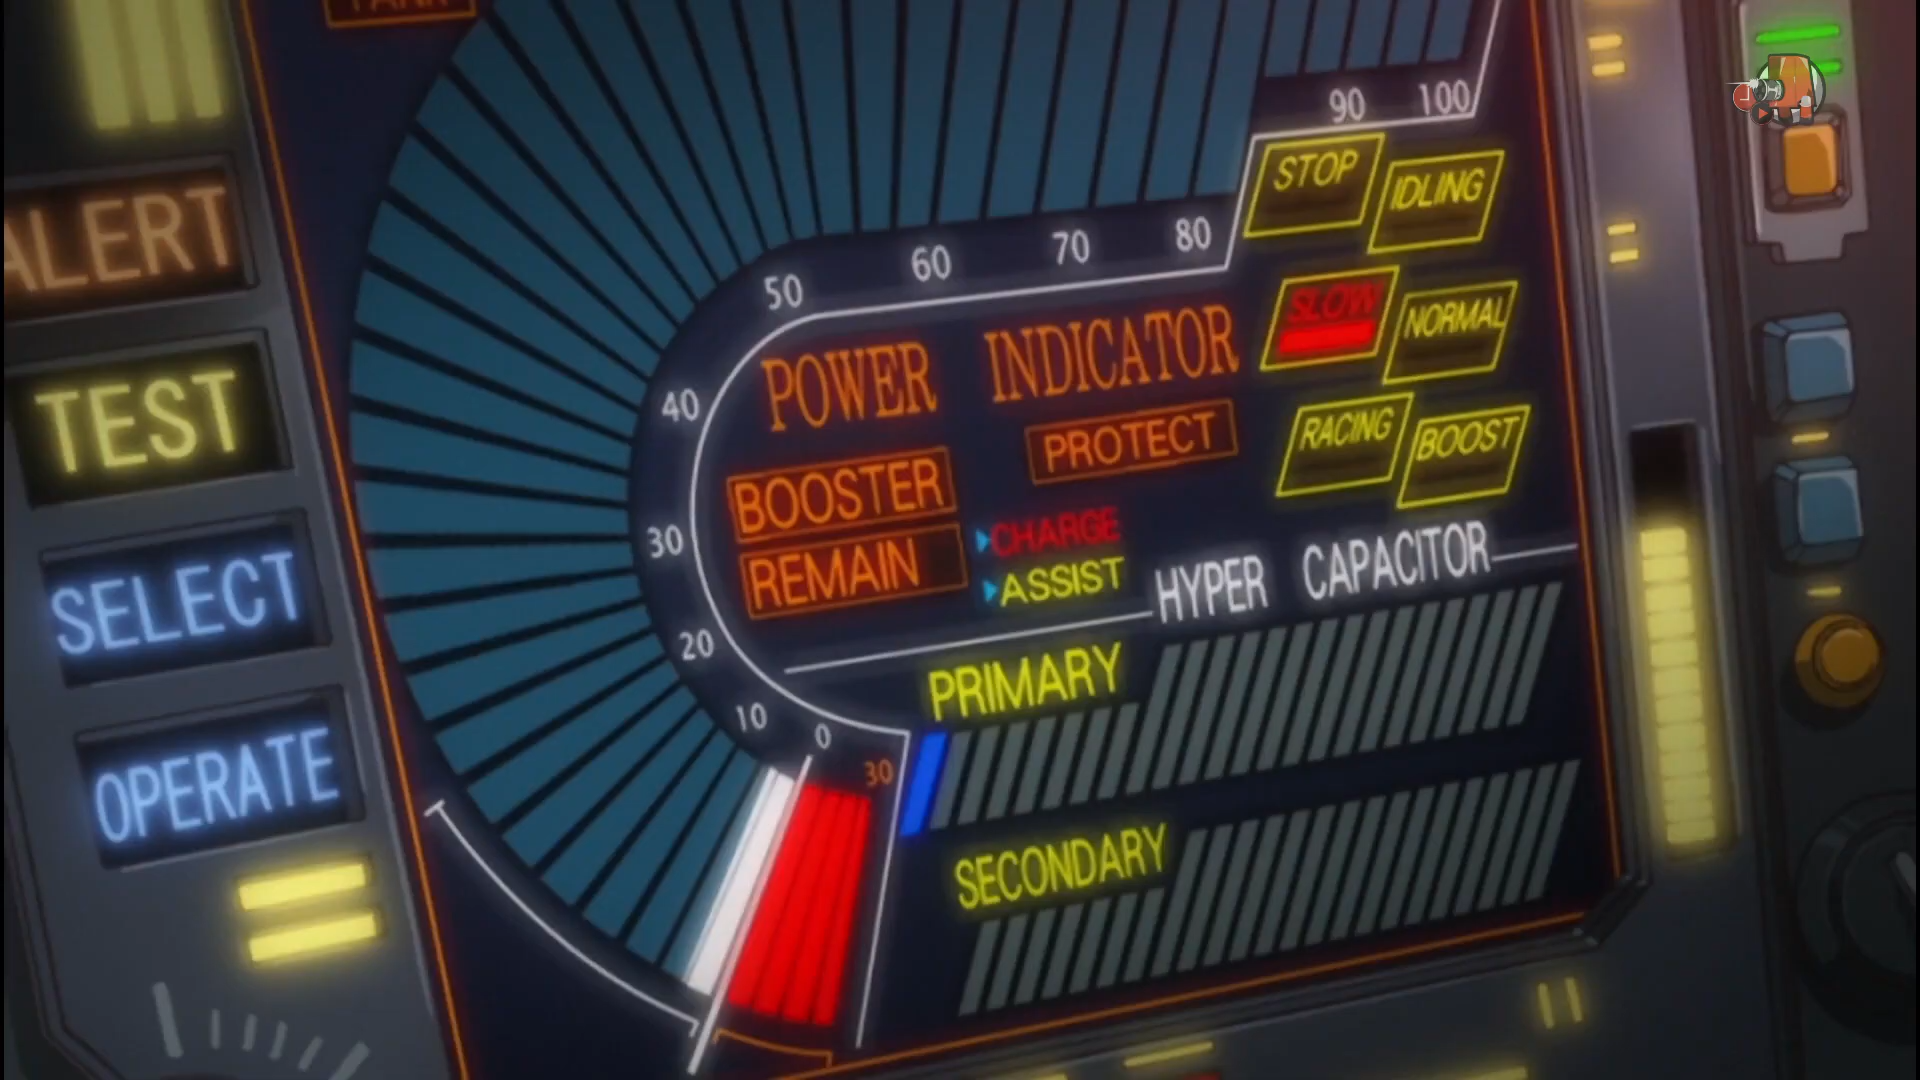 90 100
STOP IDLING
50 60 70 80
SLOW NORMAL
POWER INDICATOR
RACING BOOST
PROTECT
BOOSTER
REMAIN
CHARGE
ASSIST
HYPER CAPACITOR
PRIMARY
SECONDARY
40
30
20
10
0
30
ALERT
TEST
SELECT
OPERATE